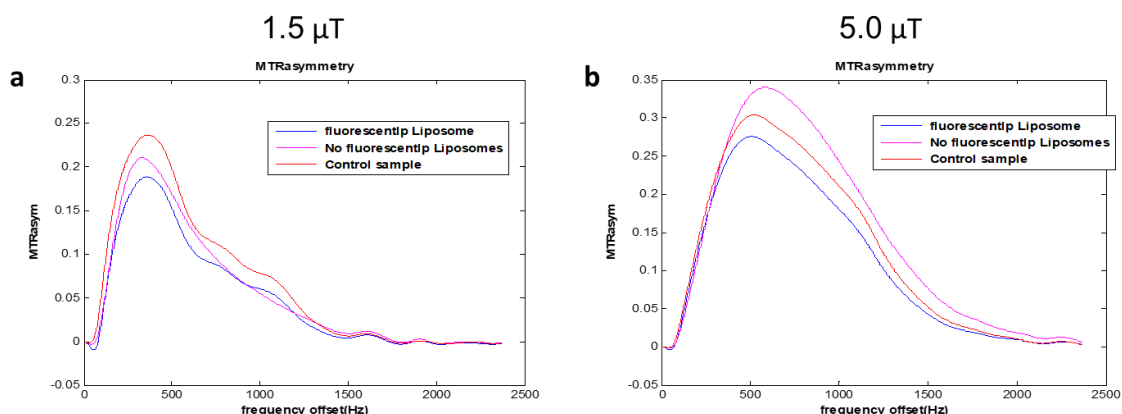 1.5 µT
5.0 µT
a
MTRasymmetry
0.3
0.25
0.2
0.15
0.1
0.05
0
-0.05
MTRasym
fluorescentlp Liposome
No fluorescentlp Liposomes
Control sample
0
500
1000
1500
2000
2500
frequency offset(Hz)
b
MTRasymmetry
0.35
0.3
0.25
0.2
0.15
0.1
0.05
0
-0.05
MTRasym
fluorescentlp Liposome
No fluorescentlp Liposomes
Control sample
0
500
1000
1500
2000
2500
frequency offset(Hz)